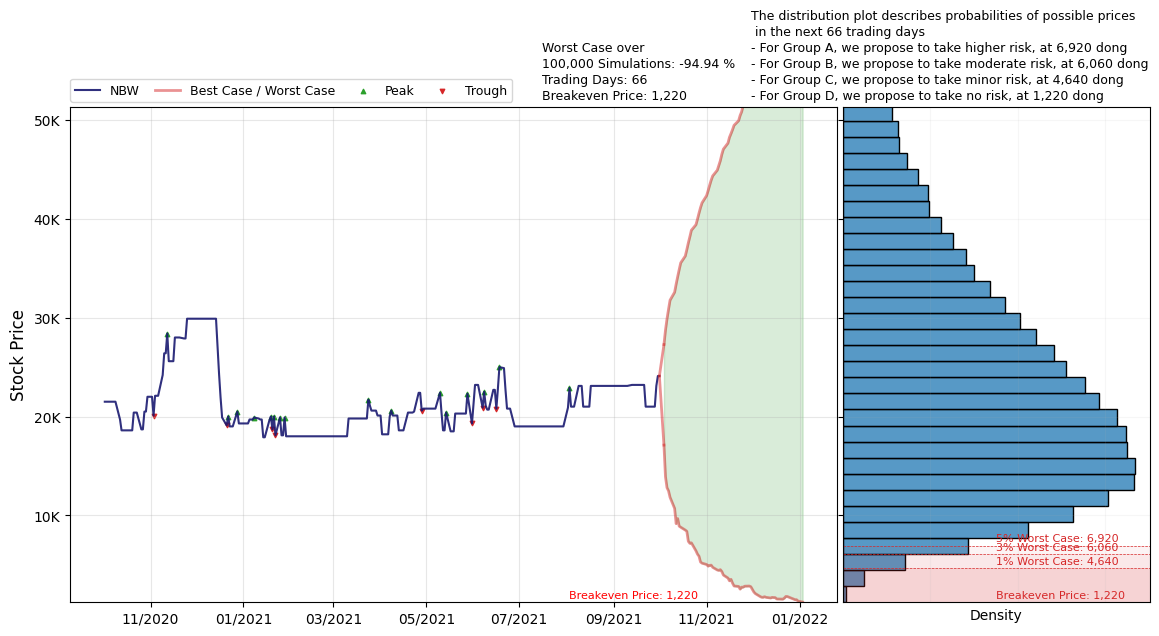 The distribution plot describes probabilities of possible prices
in the next 66 trading days
- For Group A, we propose to take higher risk, at 6,920 dong
- For Group B, we propose to take moderate risk, at 6,060 dong
- For Group C, we propose to take minor risk, at 4,640 dong
- For Group D, we propose to take no risk, at 1,220 dong
Worst Case over
100,000 Simulations: -94.94 %
Trading Days: 66
Breakeven Price: 1,220
NBW
Best Case / Worst Case
Peak
Trough
Stock Price
50K
40K
30K
20K
10K
11/2020
01/2021
03/2021
05/2021
07/2021
09/2021
11/2021
01/2022
Breakeven Price: 1,220
5% Worst Case: 6,920
3% Worst Case: 6,060
1% Worst Case: 4,640
Breakeven Price: 1,220
Density